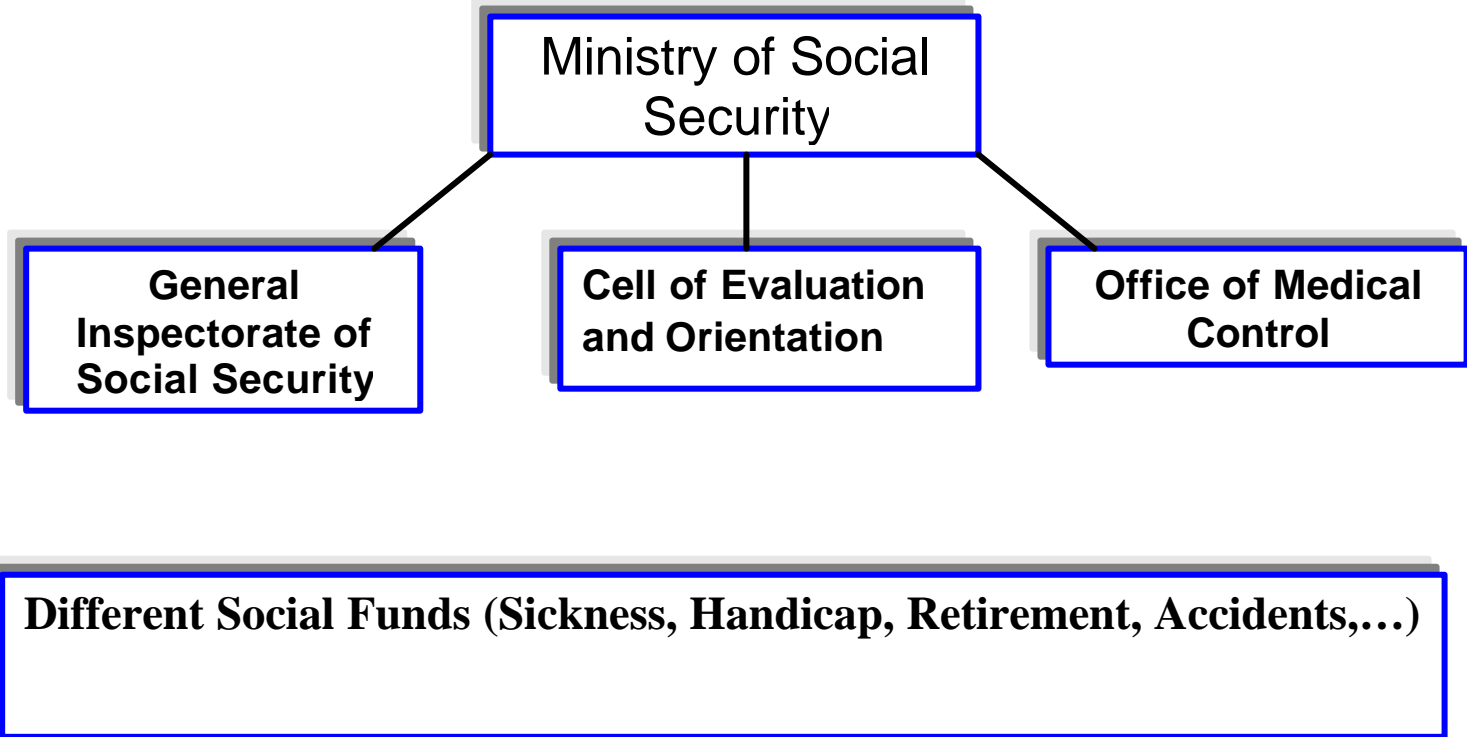 Ministry of Social
Security
General
Inspectorate of
Social Security
Cell of Evaluation
and Orientation
Office of Medical
Control
Different Social Funds (Sickness, Handicap, Retirement, Accidents,…)